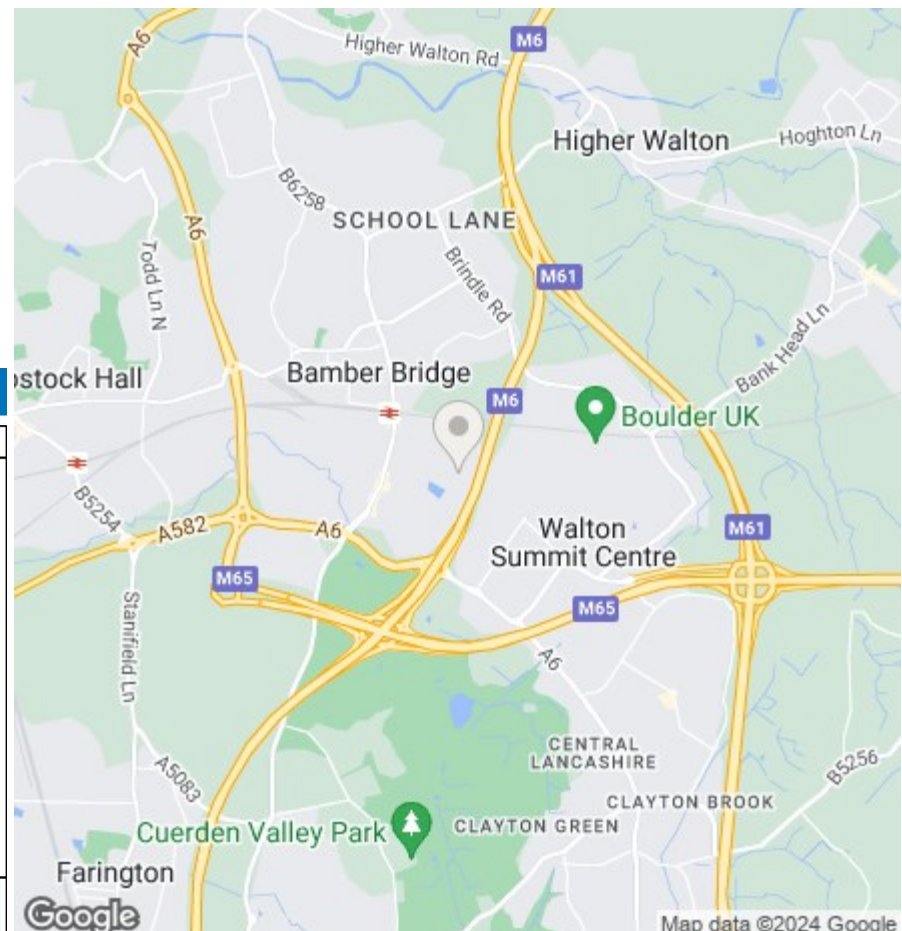 A6
Higher Walton Rd
M6
Higher Walton
Hoghton Ln
B6258
SCHOOL LANE
A6
Todd Ln N
Brindle Rd
M61
Bank Head Ln
ostock Hall
Bamber Bridge
M6
Boulder UK
B5254
A582
A6
Walton
Summit Centre
M61
M65
M65
Stanifield Ln
A6
A5083
CENTRAL
LANCASHIRE
B5256
CLAYTON BROOK
Cuerden Valley Park
CLAYTON GREEN
Farington
Google
Map data ©2024 Google